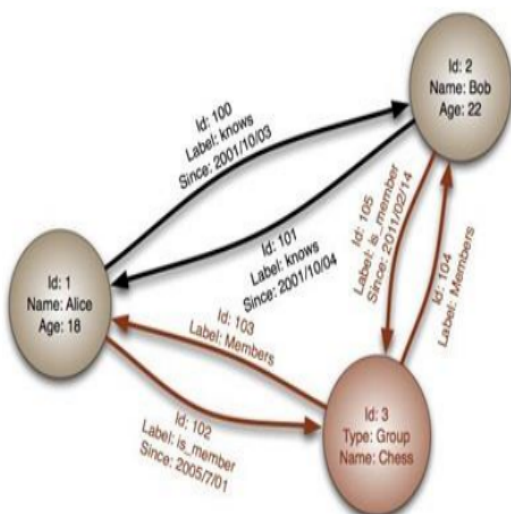 Id: 2
Name: Bob
Age: 22
Id: 100
Label: knows
Since: 2001/10/03
Id: 101
Label: knows
Since: 2001/10/04
Id: 105
Label: is_member
Since: 2011/02/14
Id: 104
Label: Members
Id: 1
Name: Alice
Age: 18
Id: 103
Label: Members
Id: 102
Label: is_member
Since: 2005/7/01
Id: 3
Type: Group
Name: Chess